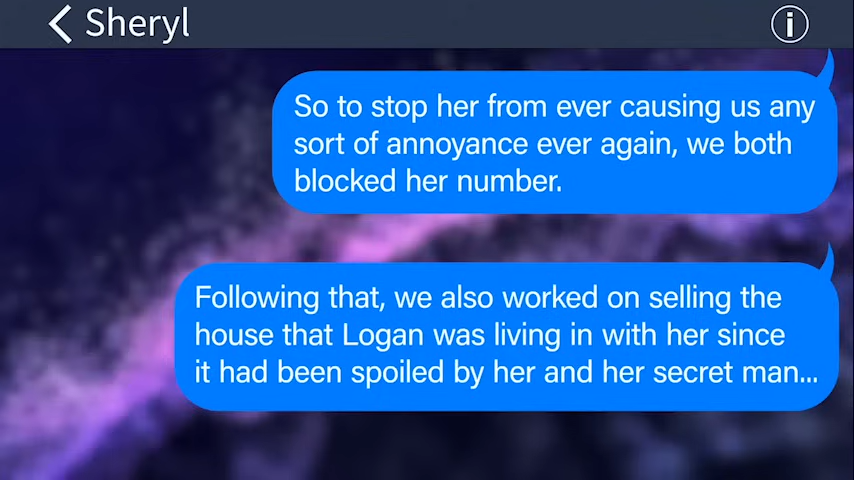 Sheryl
So to stop her from ever causing us any
sort of annoyance ever again, we both
blocked her number.
Following that, we also worked on selling the
house that Logan was living in with her since
it had been spoiled by her and her secret man...